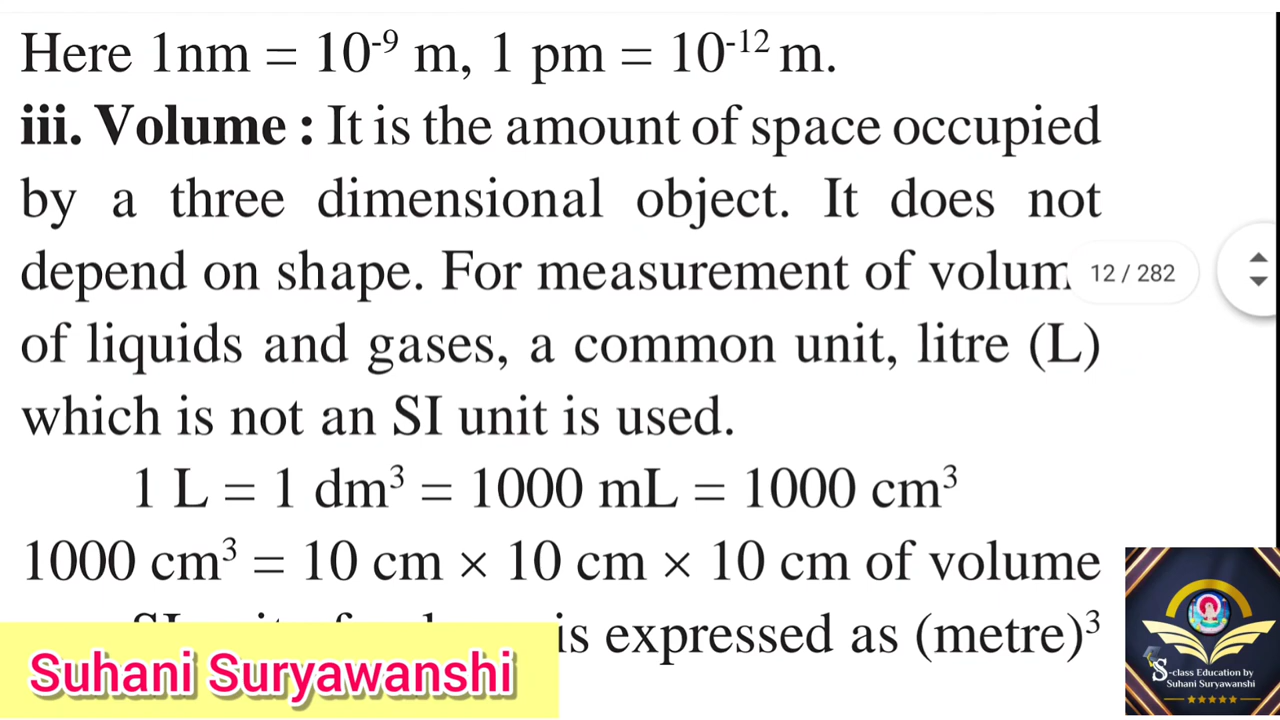 Here 1nm = 10⁻⁹ m, 1 pm = 10⁻¹² m.
iii. Volume : It is the amount of space occupied
by a three dimensional object. It does not
depend on shape. For measurement of volum
12 / 282
of liquids and gases, a common unit, litre (L)
which is not an SI unit is used.
1 L = 1 dm³ = 1000 mL = 1000 cm³
1000 cm³ = 10 cm × 10 cm × 10 cm of volume
is expressed as (metre)³
Suhani Suryawanshi
S-class Education by
Suhani Suryawanshi